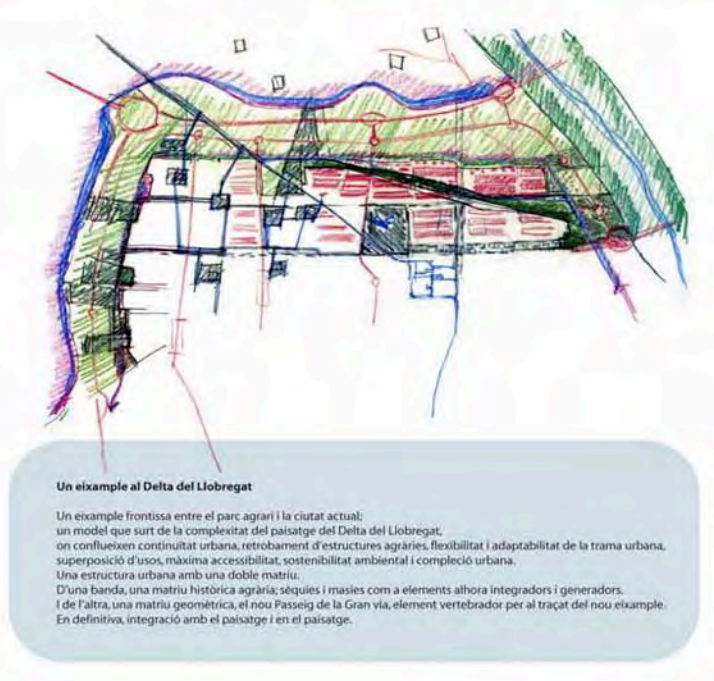 Un eixample al Delta del Llobregat
Un eixample frontissa entre el parc agrari i la ciutat actual;
un model que surt de la complexitat del paisatge del Delta del Llobregat,
on conflueixen continuïtat urbana, retrobament d'estructures agràries, flexibilitat i adaptabilitat de la trama urbana,
superposició d'usos, màxima accessibilitat, sostenibilitat ambiental i compleció urbana.
Una estructura urbana amb una doble matriu.
D'una banda, una matriu històrica agrària; sèquies i masies com a elements alhora integradors i generadors.
I de l'altra, una matriu geomètrica, el nou Passeig de la Gran via, element vertebrador per al traçat del nou eixample.
En definitiva, integració amb el paisatge i en el paisatge.